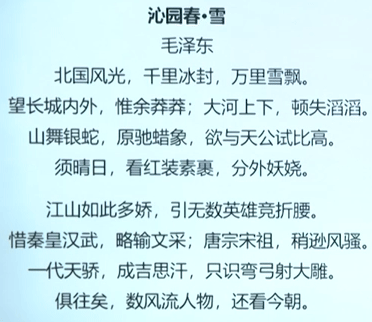 沁园春•雪
毛泽东
北国风光，千里冰封，万里雪飘。
望长城内外，惟余莽莽；大河上下，顿失滔滔。
山舞银蛇，原驰蜡象，欲与天公试比高。
须晴日，看红装素裹，分外妖娆。
江山如此多娇，引无数英雄竞折腰。
惜秦皇汉武，略输文采；唐宗宋祖，稍逊风骚。
一代天骄，成吉思汗，只识弯弓射大雕。
俱往矣，数风流人物，还看今朝。